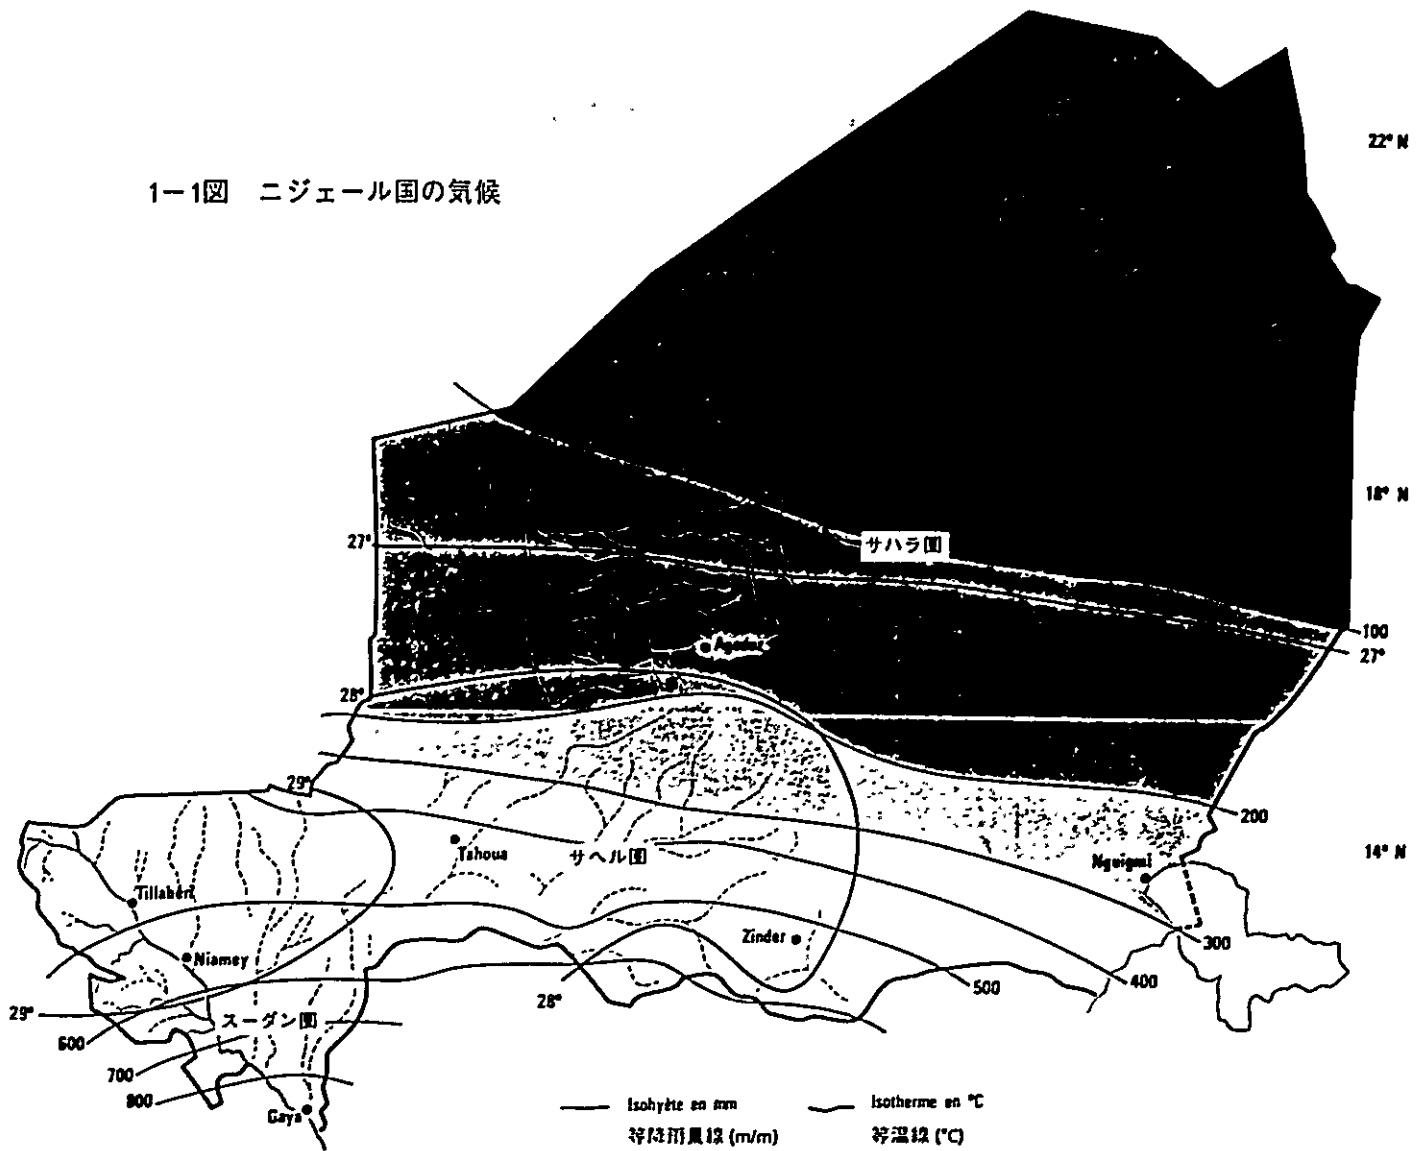 22° N
1-1図 ニジェール国の気候
18° N
27°
サハラ圏
100
27°
Agadez
28°
29°
200
Tahoua
サヘル圏
14° N
Nguigmi
Tillaberi
Zinder
Niamey
300
400
500
28°
29°
スーダン圏
600
700
800
Gaya
Isohyète en mm
Isotherme en °C
等降雨量線 (m/m)
等温線 (°C)